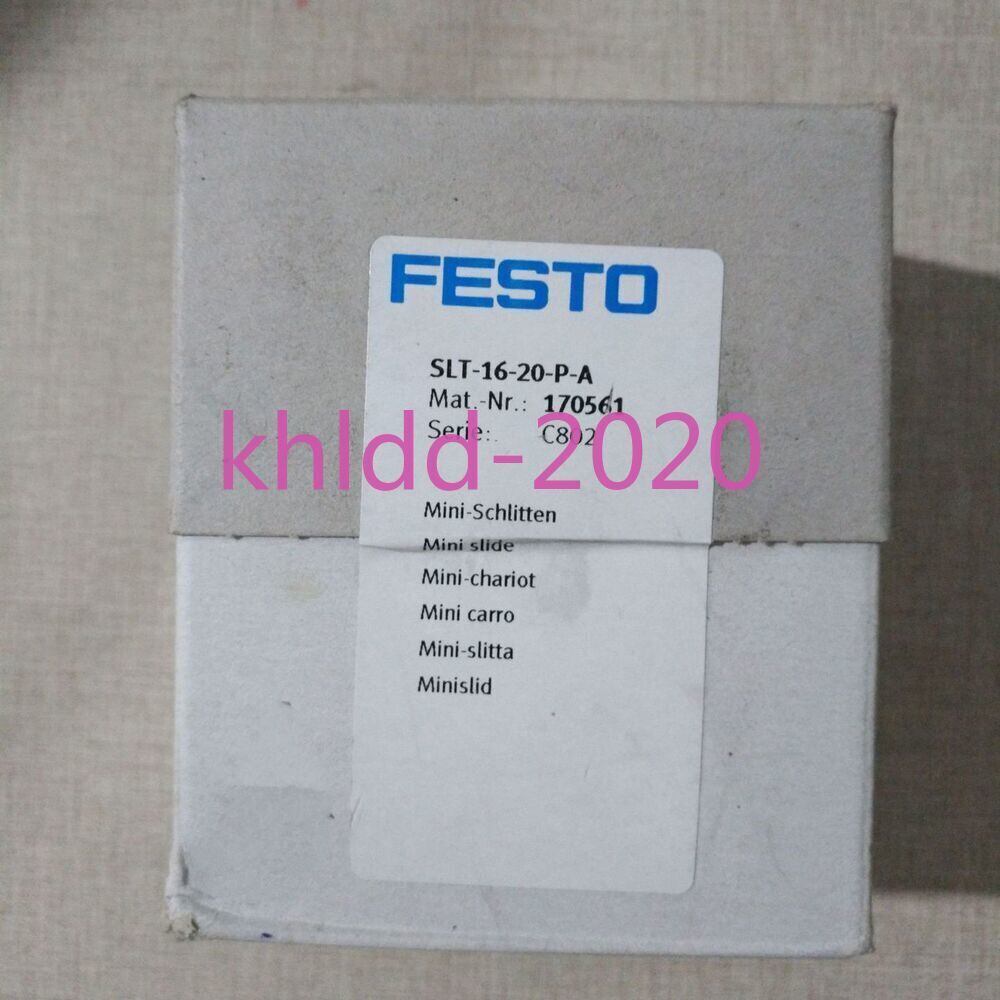 FESTO
SLT-16-20-P-A
Mat.-Nr.: 170561
Serie: C802
khldd-2020
Mini-Schlitten
Mini slide
Mini-chariot
Mini carro
Mini-slitta
Minislid